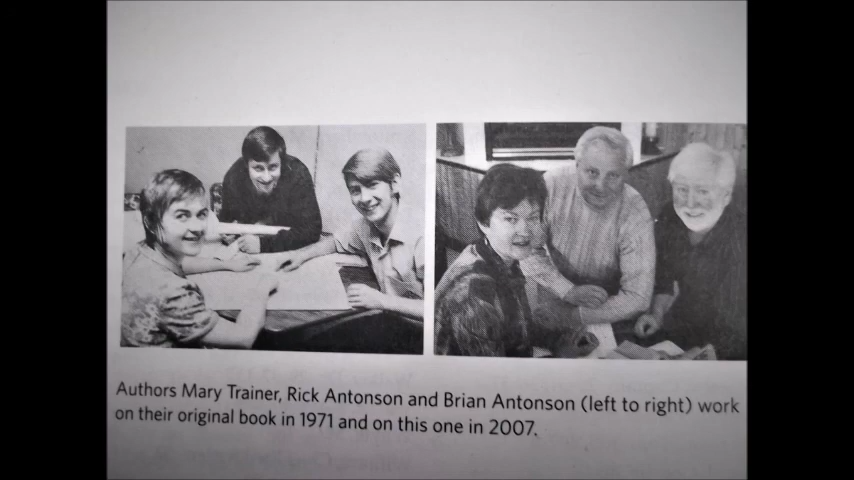 Authors Mary Trainer, Rick Antonson and Brian Antonson (left to right) work
on their original book in 1971 and on this one in 2007.